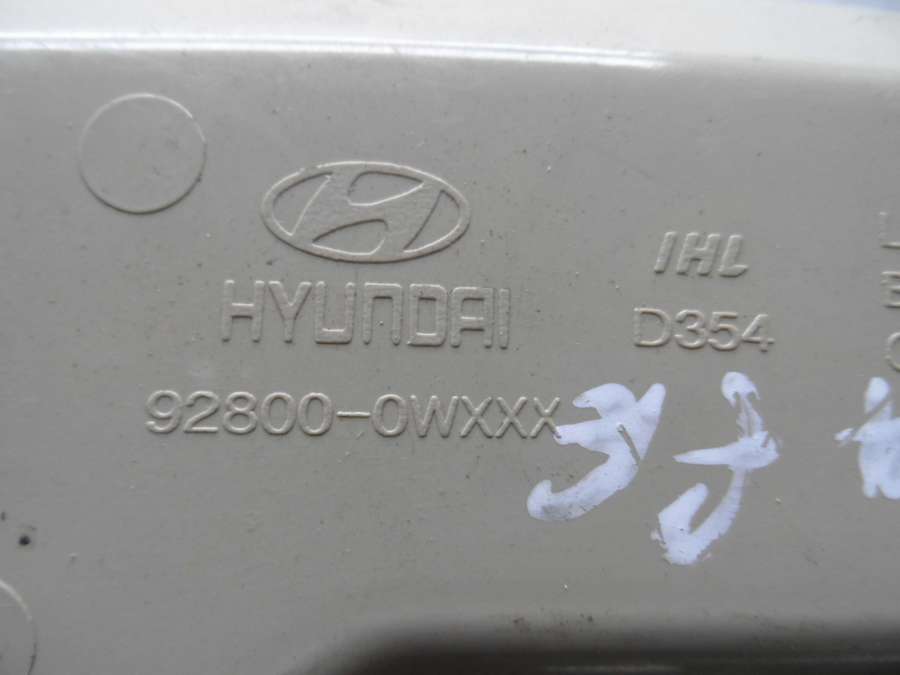 IHL
HYUNDAI
D354
92800-0WXXX